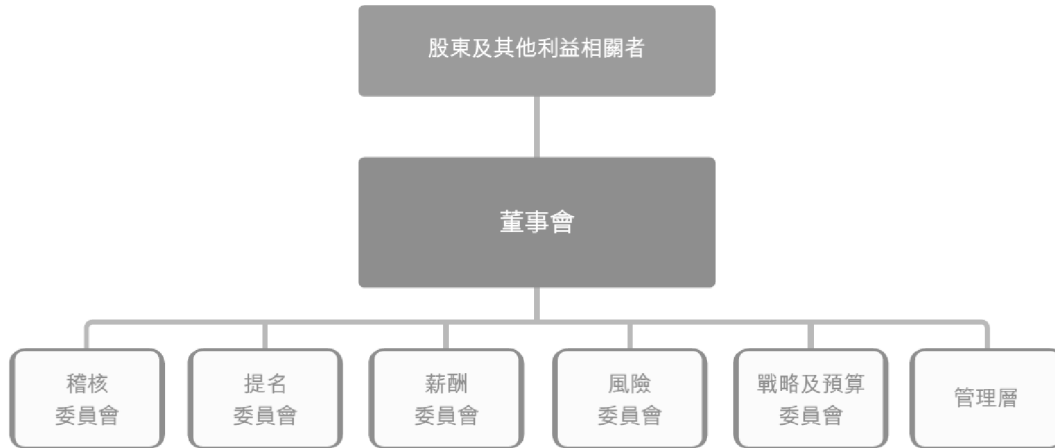 股東及其他利益相關者
董事會
稽核
委員會
提名
委員會
薪酬
委員會
風險
委員會
戰略及預算
委員會
管理層